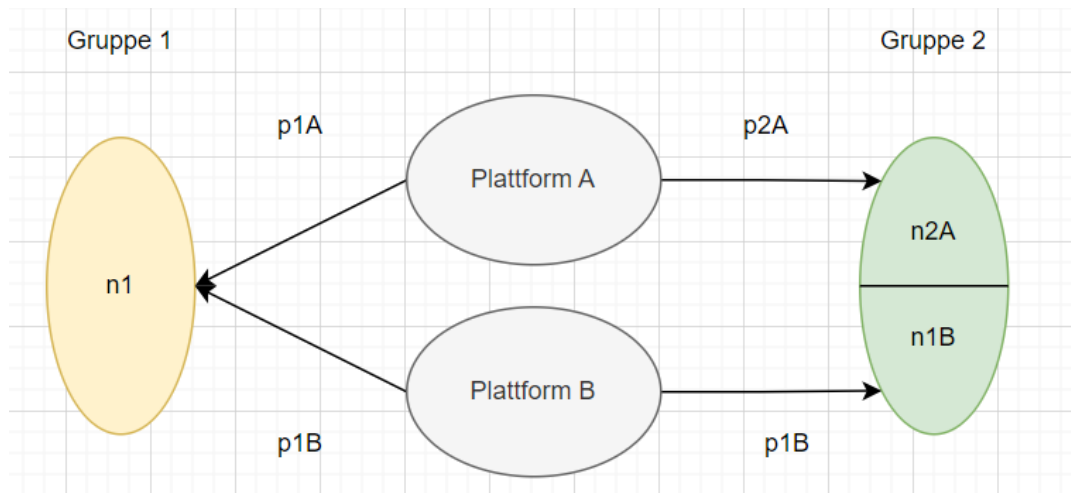 Gruppe 1
Gruppe 2
p1A
p2A
Plattform A
n2A
n1
n1B
Plattform B
p1B
p1B